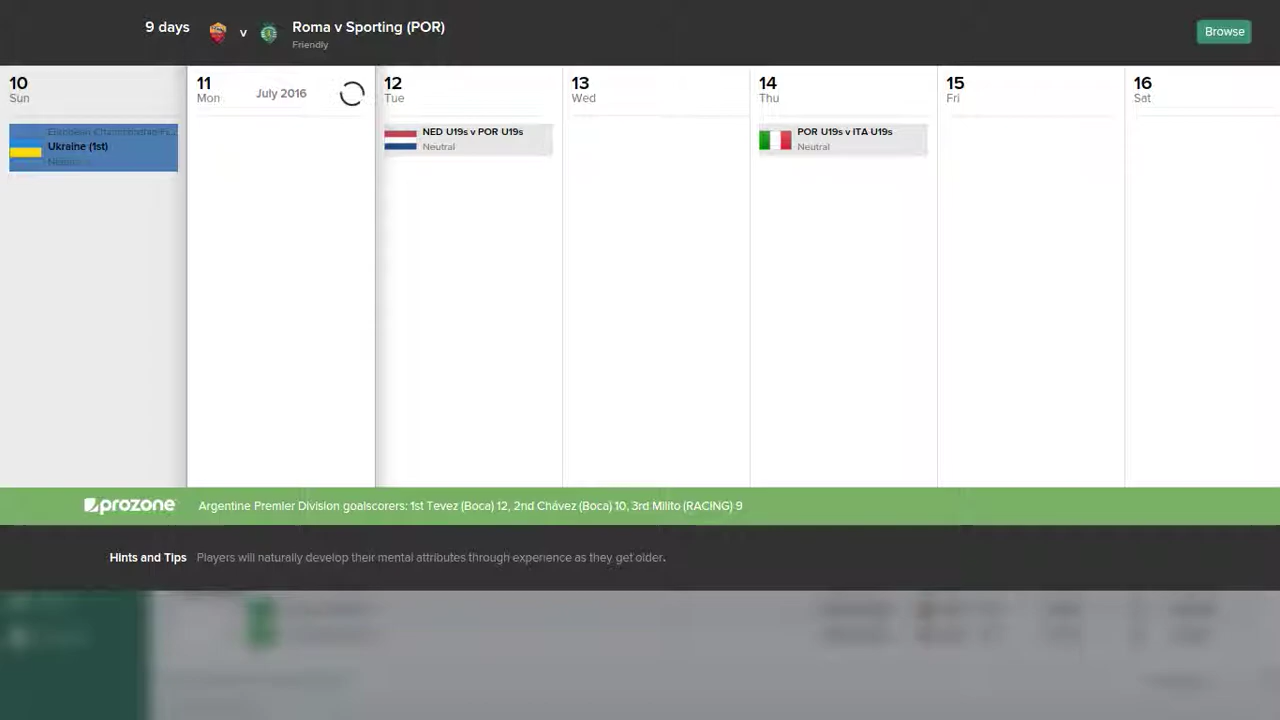 9 days
v
Roma v Sporting (POR)
Friendly
Browse
10
Sun
11
Mon
July 2016
12
Tue
13
Wed
14
Thu
15
Fri
16
Sat
Ukraine (1st)
NED U19s v POR U19s
Neutral
POR U19s v ITA U19s
Neutral
prozone
Argentine Premier Division goalscorers: 1st Tevez (Boca) 12, 2nd Chávez (Boca) 10, 3rd Milito (RACING) 9
Hints and Tips
Players will naturally develop their mental attributes through experience as they get older.